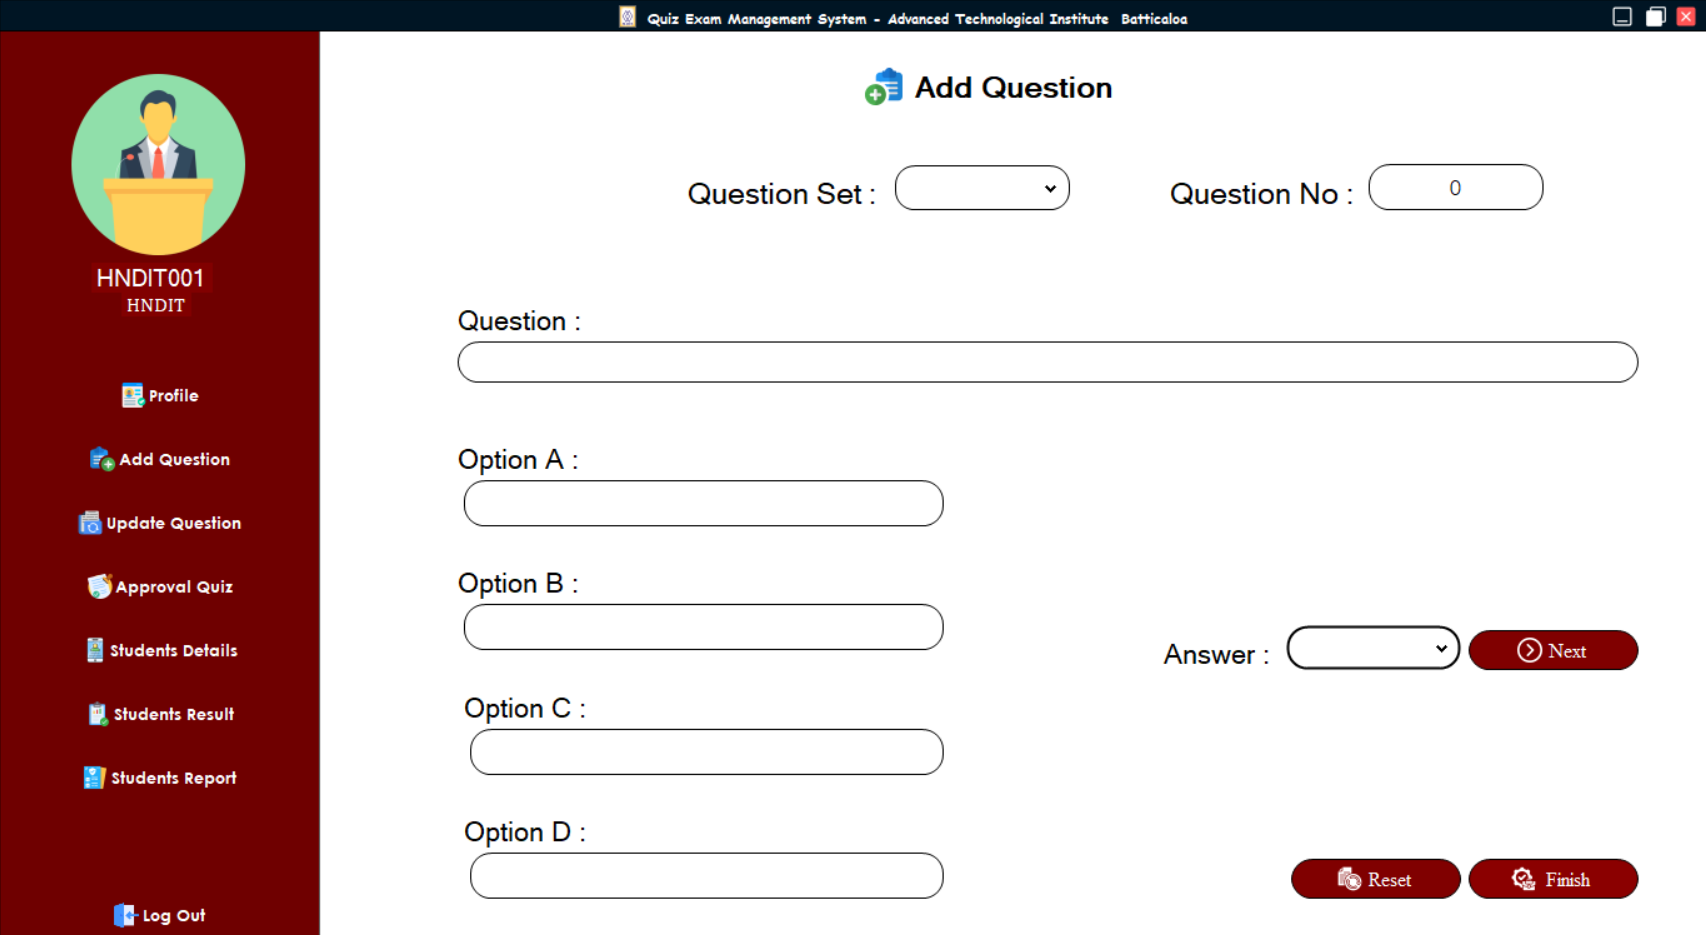 Quiz Exam Management System - Advanced Technological Institute Batticaloa
HNDIT001
HNDIT
Profile
Add Question
Update Question
Approval Quiz
Students Details
Students Result
Students Report
Log Out
Add Question
Question Set :
Question No : 0
Question :
Option A :
Option B :
Option C :
Option D :
Answer :
Next
Reset
Finish